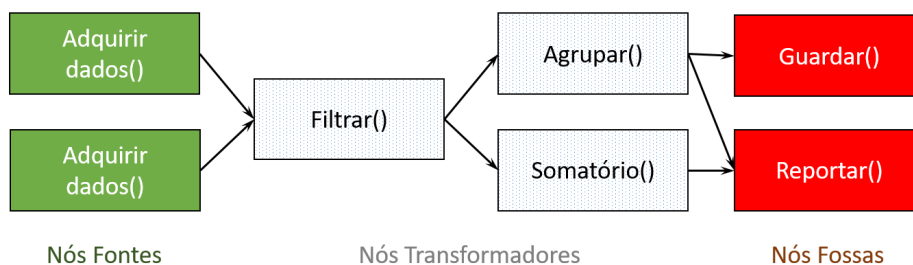 Adquirir
dados()
Adquirir
dados()
Filtrar()
Agrupar()
Somatório()
Guardar()
Reportar()
Nós Fontes
Nós Transformadores
Nós Fossas